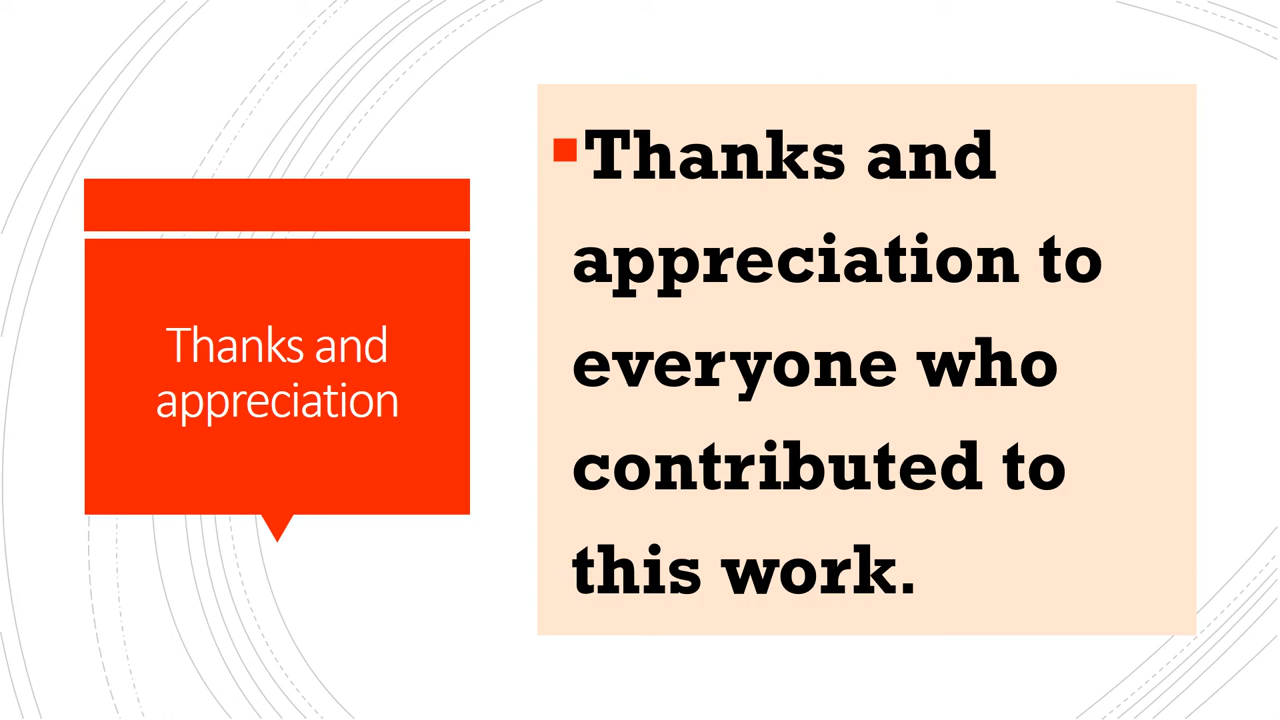 Thanks and
appreciation
Thanks and
appreciation to
everyone who
contributed to
this work.